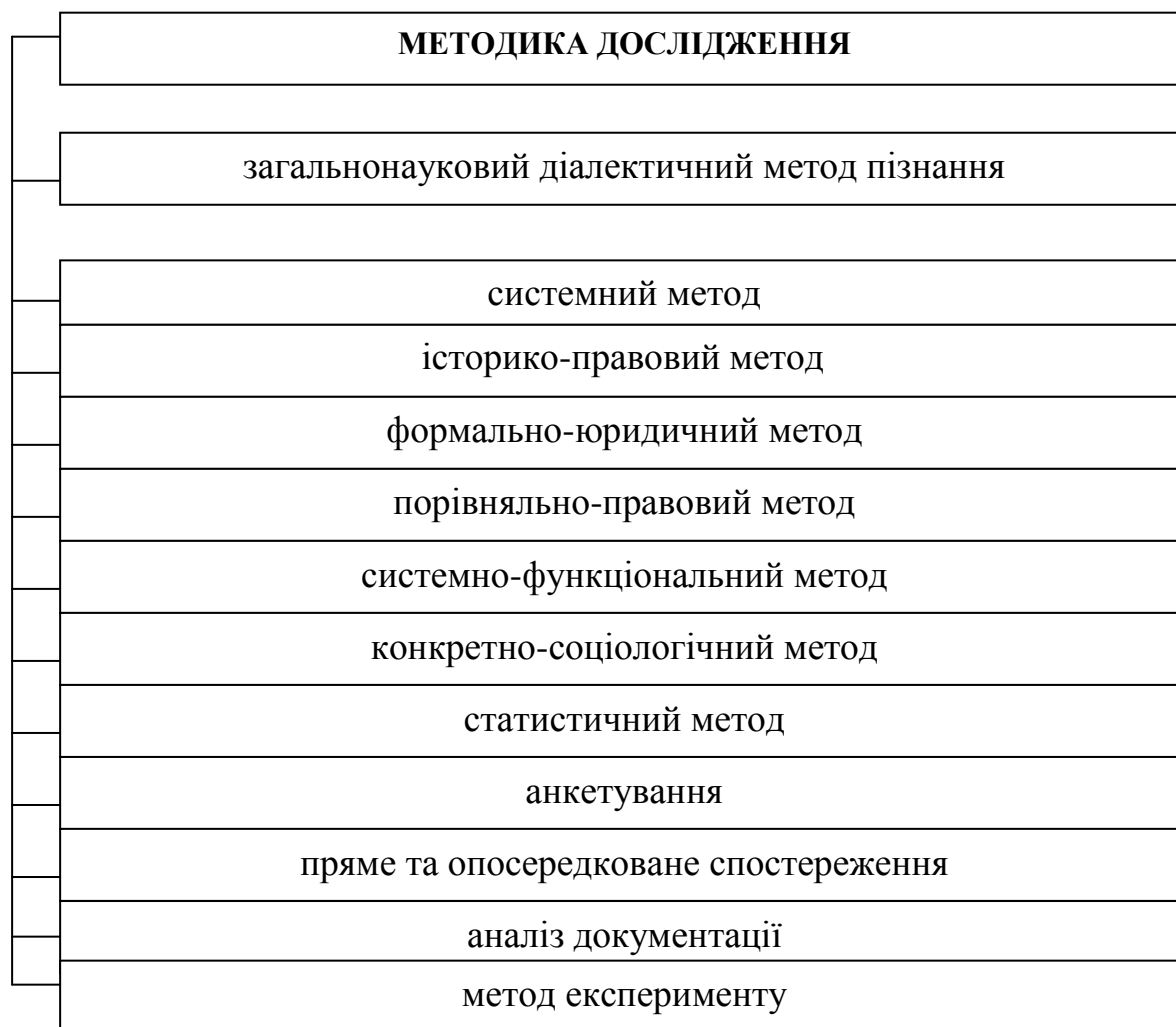 МЕТОДИКА ДОСЛІДЖЕННЯ
загальнонауковий діалектичний метод пізнання
системний метод
історико-правовий метод
формально-юридичний метод
порівняльно-правовий метод
системно-функціональний метод
конкретно-соціологічний метод
статистичний метод
анкетування
пряме та опосередковане спостереження
аналіз документації
метод експерименту